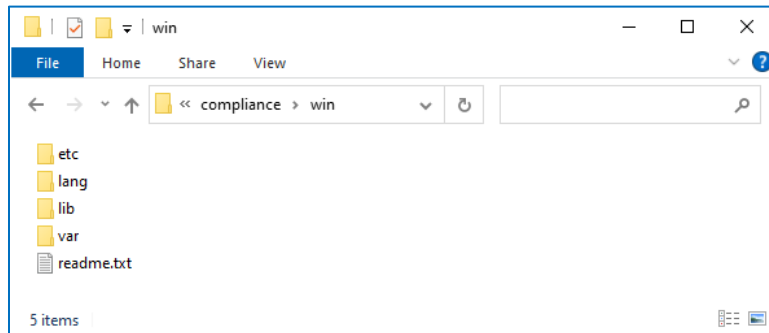 win
File Home Share View
« compliance > win
etc
lang
lib
var
readme.txt
5 items